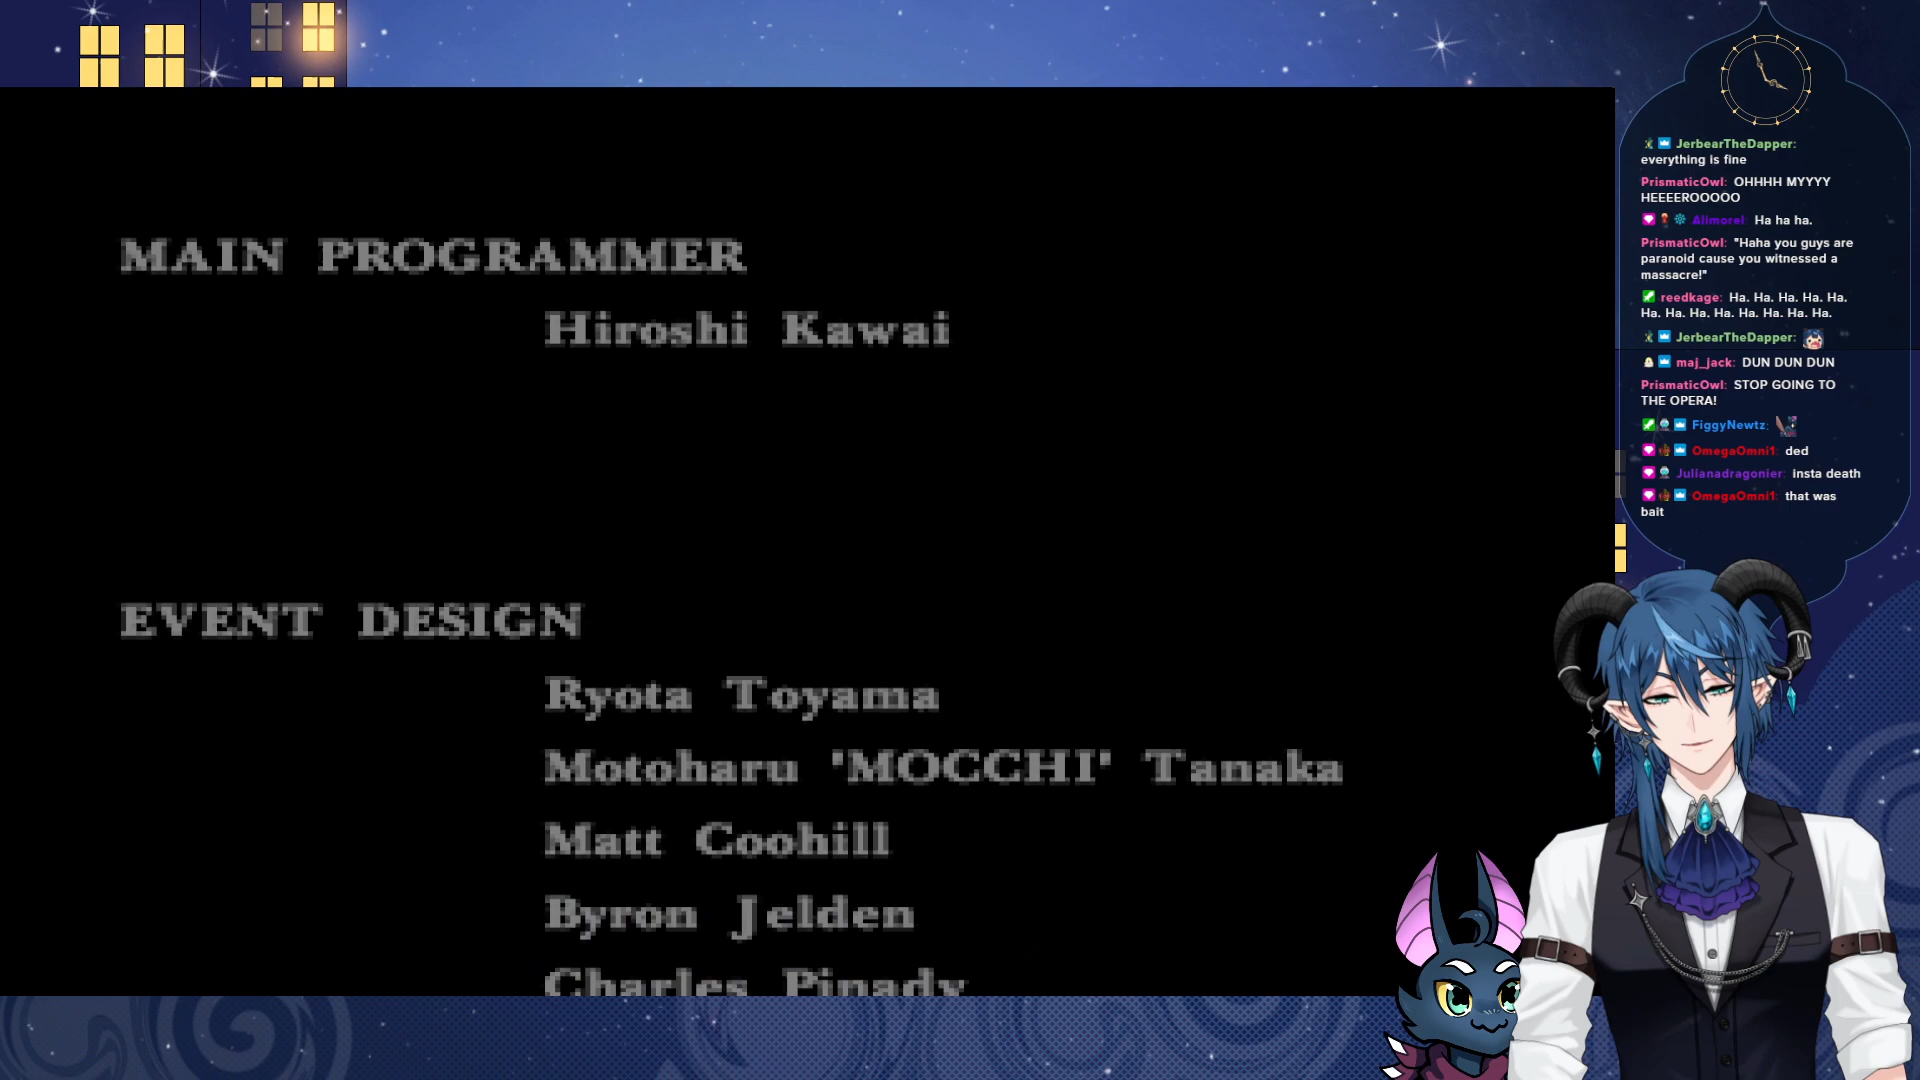 MAIN PROGRAMMER
Hiroshi Kawai
EVENT DESIGN
Ryota Toyama
Motoharu 'MOCCHI' Tanaka
Matt Coohill
Byron Jelden
Charles Pinady
JerbearTheDapper:
everything is fine
PrismaticOwl: OHHHH MYYYY
HEEEEROOOOO
Alimorel: Ha ha ha.
PrismaticOwl: "Haha you guys are
paranoid cause you witnessed a
massacre!"
reedkage: Ha. Ha. Ha. Ha. Ha.
Ha. Ha. Ha. Ha. Ha. Ha. Ha. Ha.
JerbearTheDapper:
maj_jack: DUN DUN DUN
PrismaticOwl: STOP GOING TO
THE OPERA!
FiggyNewtz:
OmegaOmni1: ded
Julianadragonier: insta death
OmegaOmni1: that was
bait